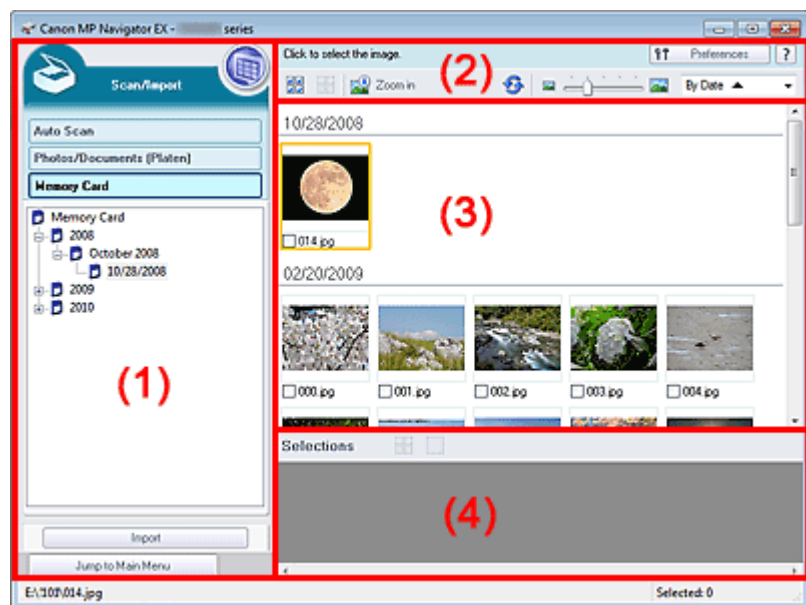 Canon MP Navigator EX - series
Scan/Import
Auto Scan
Photos/Documents (Platen)
Memory Card
Memory Card
2008
October 2008
10/28/2008
2009
2010
(1)
Import
Jump to Main Menu
Click to select the image.
Preferences
?
Zoom in
(2)
By Date
10/28/2008
014.jpg
(3)
02/20/2009
000.jpg
001.jpg
002.jpg
003.jpg
004.jpg
Selections
(4)
E:\101\014.jpg
Selected: 0